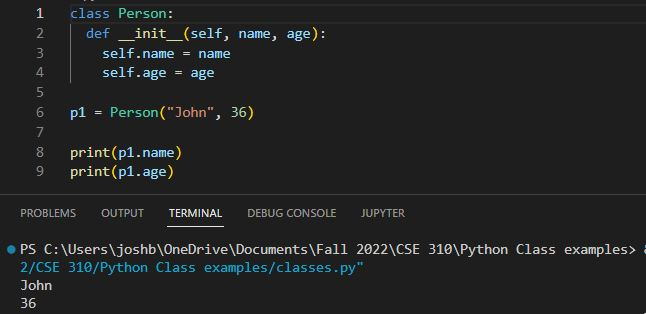 1 class Person:
2   def __init__(self, name, age):
3     self.name = name
4     self.age = age
5
6 p1 = Person("John", 36)
7
8 print(p1.name)
9 print(p1.age)
PROBLEMS OUTPUT TERMINAL DEBUG CONSOLE JUPYTER
PS C:\Users\joshb\OneDrive\Documents\Fall 2022\CSE 310\Python Class examples>
2/CSE 310/Python Class examples/classes.py"
John
36